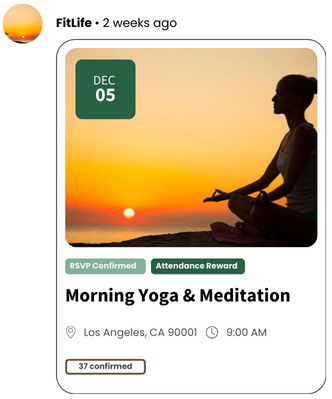 FitLife • 2 weeks ago
DEC
05
RSVP Confirmed Attendance Reward
Morning Yoga & Meditation
Los Angeles, CA 90001 9:00 AM
37 confirmed